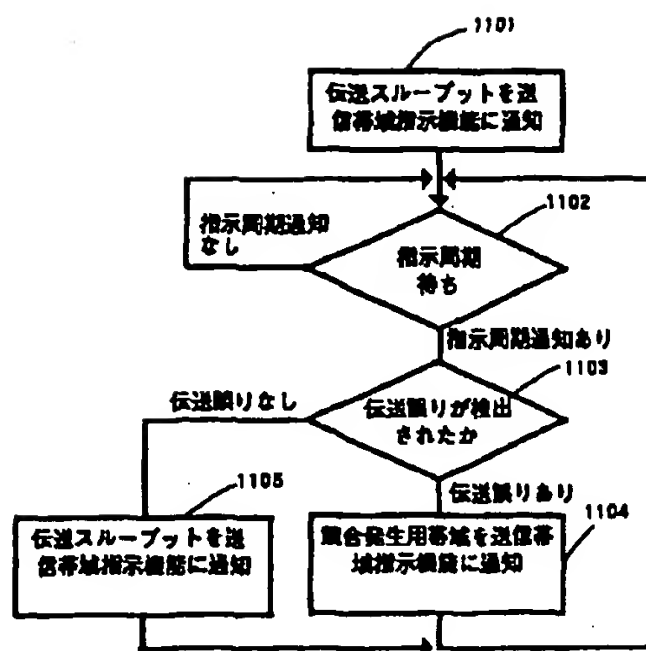 1101
伝送スループットを送
信帯域指示機能に通知
1102
指示周期通知
なし
指示周期
待ち
指示周期通知あり
1103
伝送誤りなし
伝送誤りが検出
されたか
1105
伝送誤りあり
1104
伝送スループットを送
信帯域指示機能に通知
競合発生用帯域を送信帯
域指示機能に通知